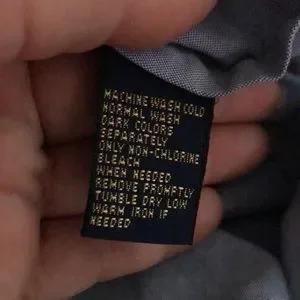 MACHINE WASH COLD
NORMAL WASH
DARK COLORS
SEPARATELY
ONLY NON-CHLORINE
BLEACH
WHEN NEEDED
REMOVE PROMPTLY
TUMBLE DRY LOW
WARM IRON IF
NEEDED